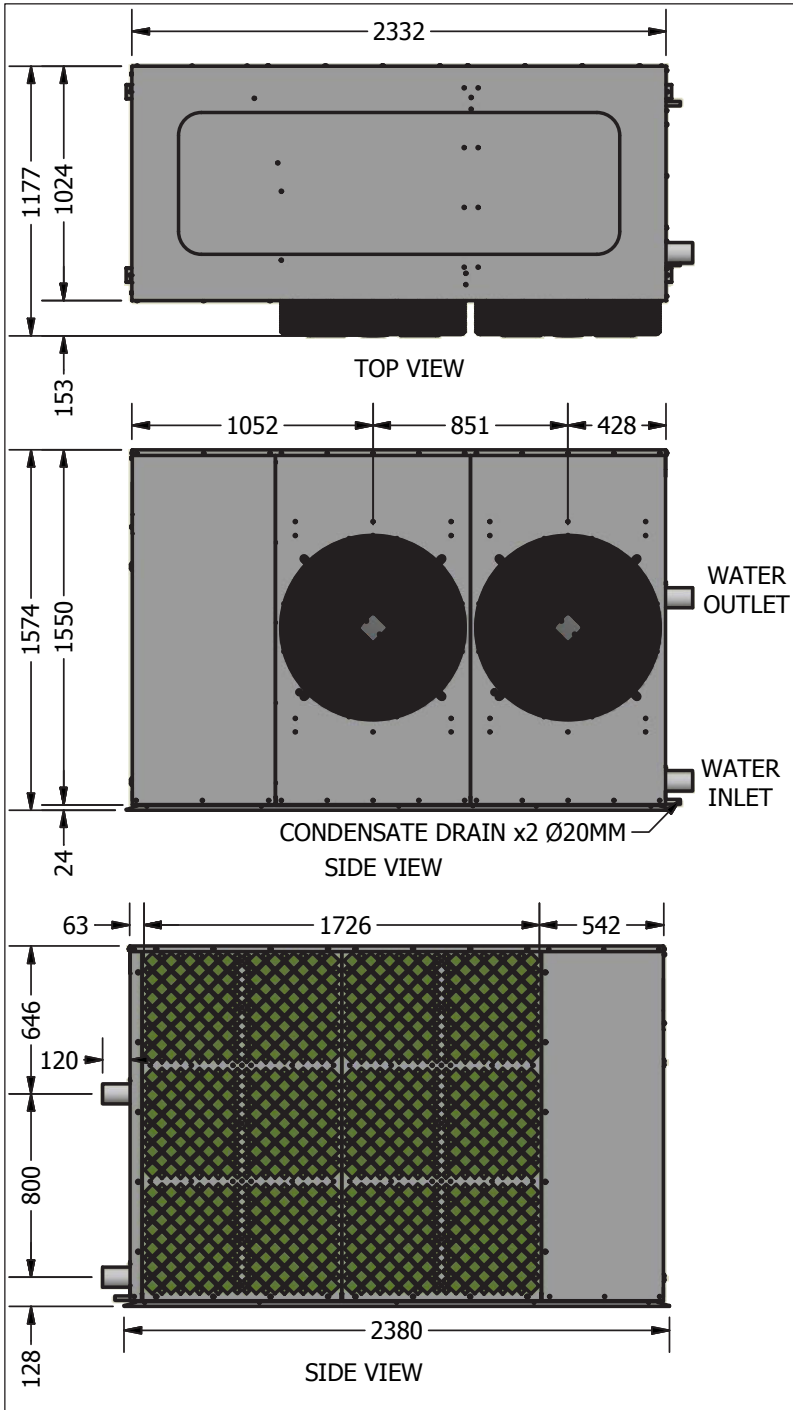 2332
1177
1024
153
TOP VIEW
1052
851
428
1574
1550
24
WATER
OUTLET
WATER
INLET
CONDENSATE DRAIN x2 Ø20MM
SIDE VIEW
63
1726
542
646
120
800
128
2380
SIDE VIEW